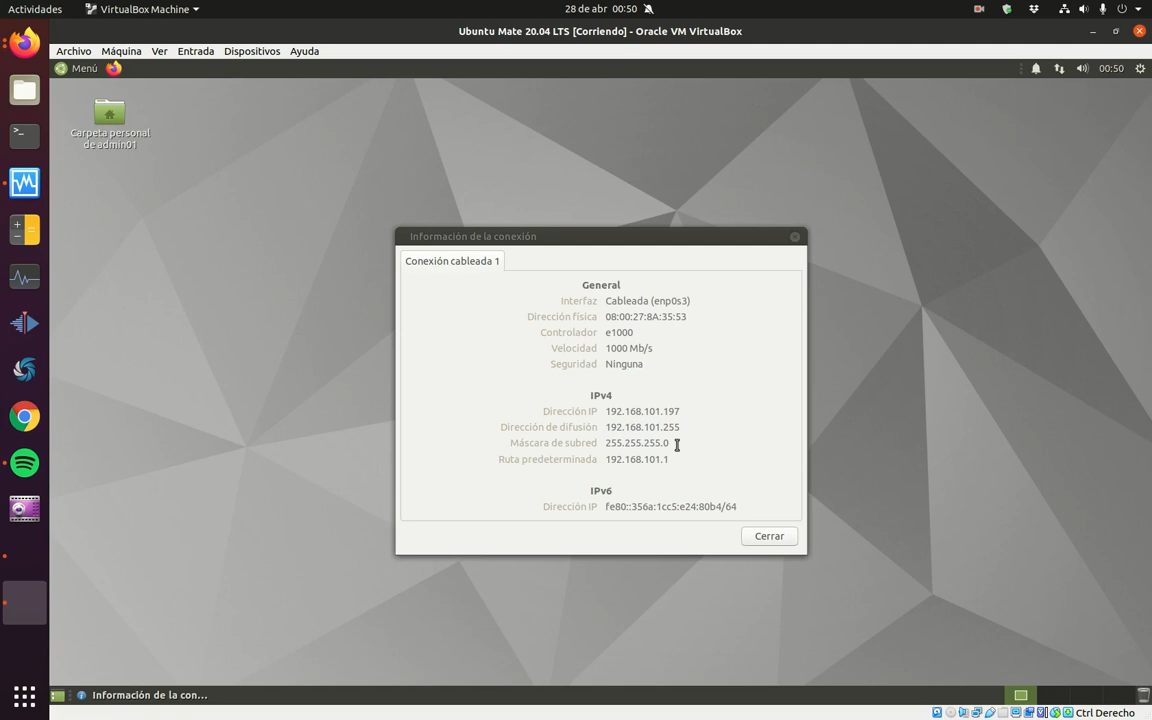 Actividades
VirtualBox Machine
28 de abr 00:50
Ubuntu Mate 20.04 LTS [Corriendo] - Oracle VM VirtualBox
Archivo Máquina Ver Entrada Dispositivos Ayuda
Menú
00:50
Carpeta personal
de admin01
Información de la conexión
Conexión cableada 1
General
Interfaz Cableada (enp0s3)
Dirección física 08:00:27:8A:35:53
Controlador e1000
Velocidad 1000 Mb/s
Seguridad Ninguna
IPv4
Dirección IP 192.168.101.197
Dirección de difusión 192.168.101.255
Máscara de subred 255.255.255.0
Ruta predeterminada 192.168.101.1
IPv6
Dirección IP fe80::356a:1cc5:e24:80b4/64
Cerrar
Información de la con...
Ctrl Derecho